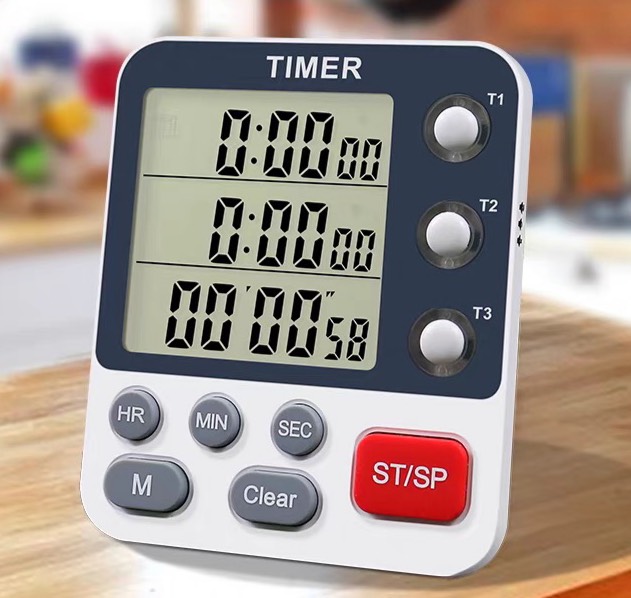 TIMER
T1
0:00 00
T2
0:00 00
T3
00'00"58
HR MIN SEC
M Clear ST/SP